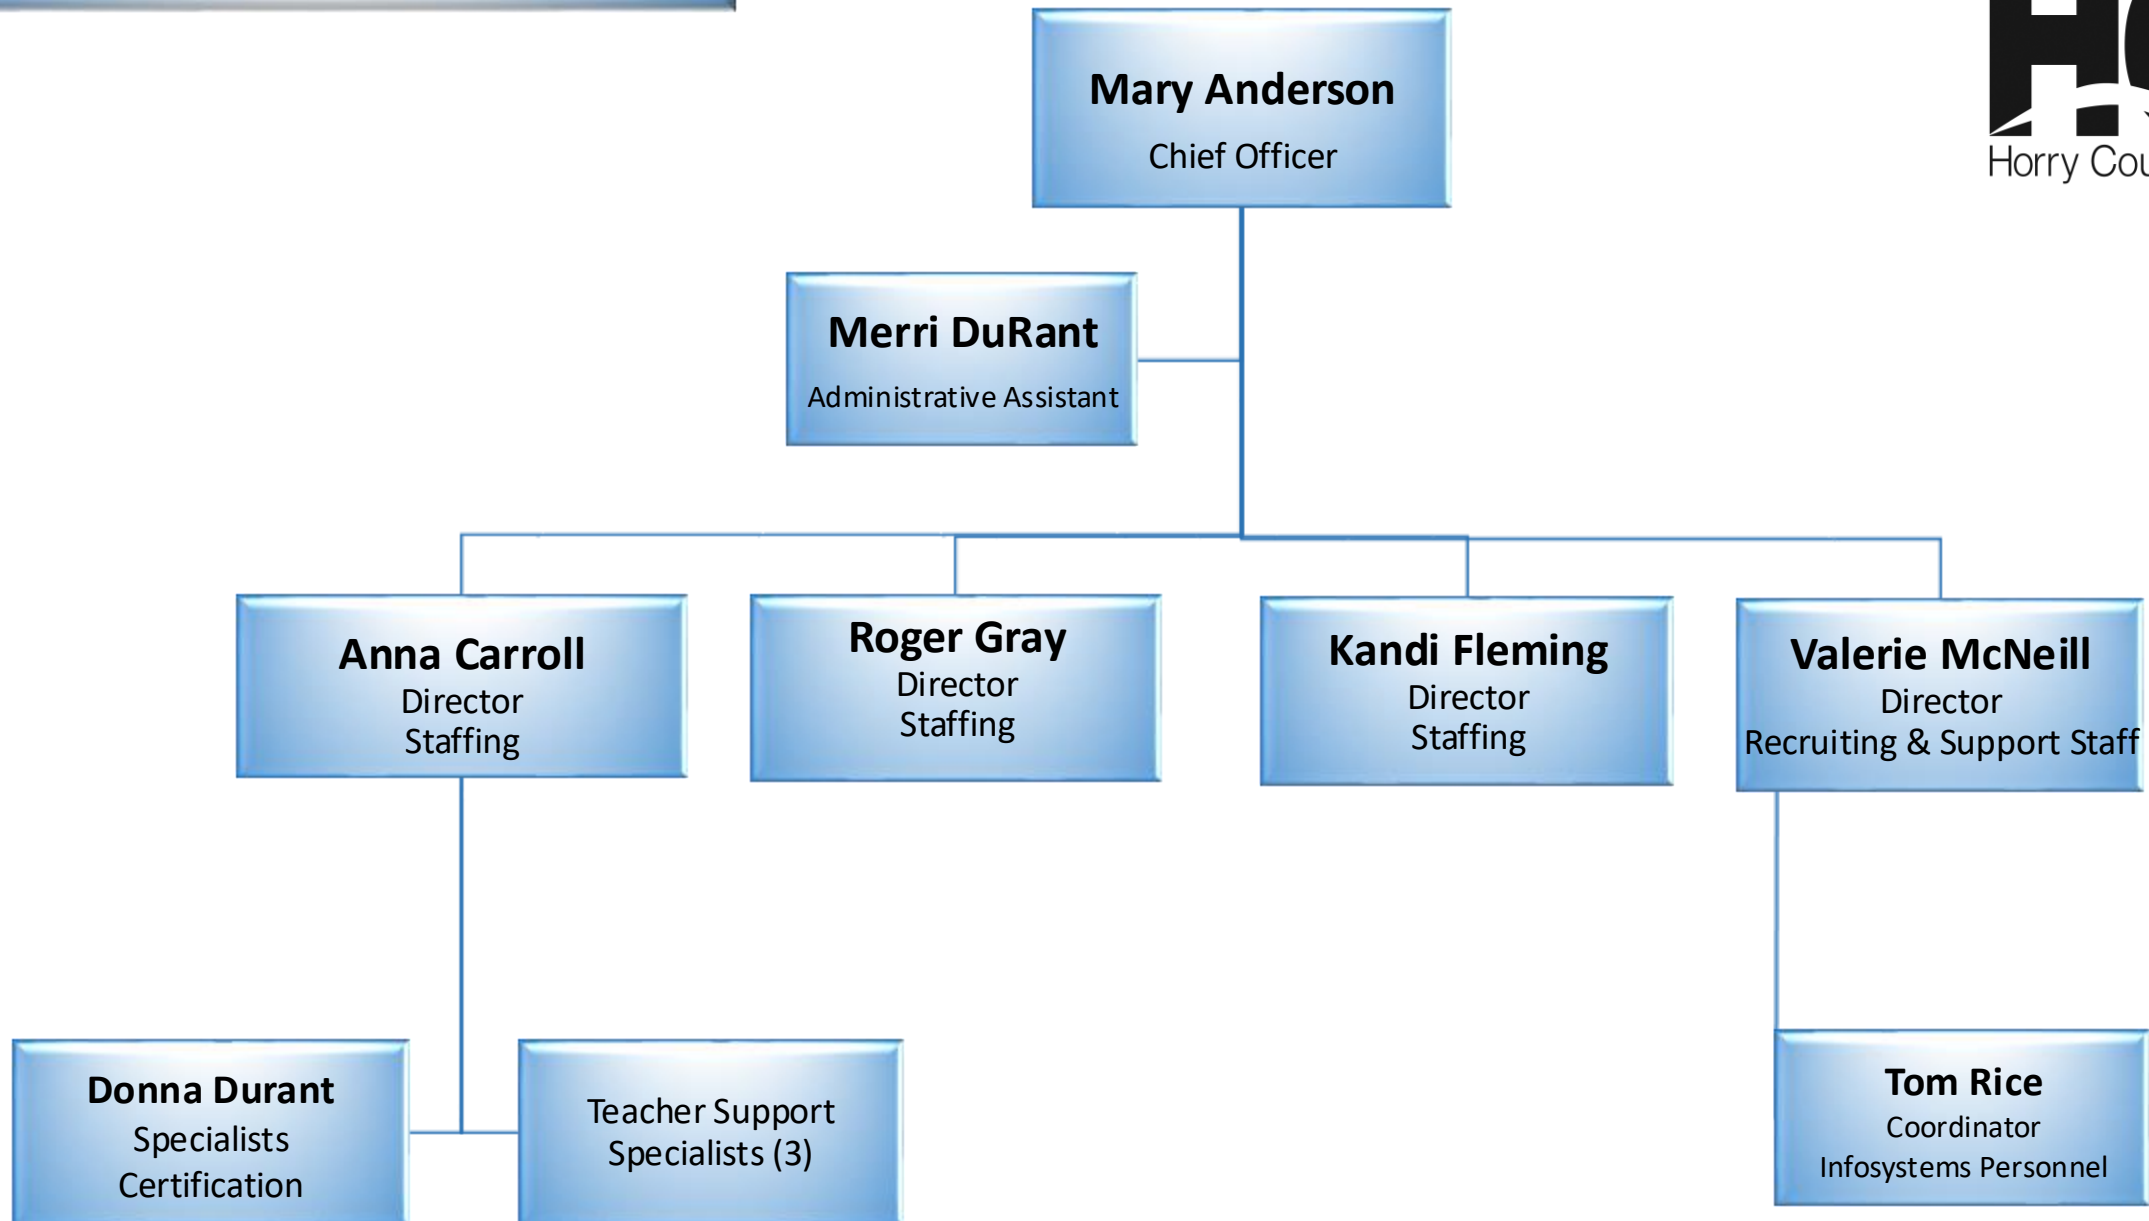 Mary Anderson
Chief Officer
Horry
Merri DuRant
Administrative Assistant
Anna Carroll
Director
Staffing
Roger Gray
Director
Staffing
Kandi Fleming
Director
Staffing
Valerie McNeill
Director
Recruiting & Support Staff
Donna Durant
Specialists
Certification
Teacher Support
Specialists (3)
Tom Rice
Coordinator
Infosystems Personnel